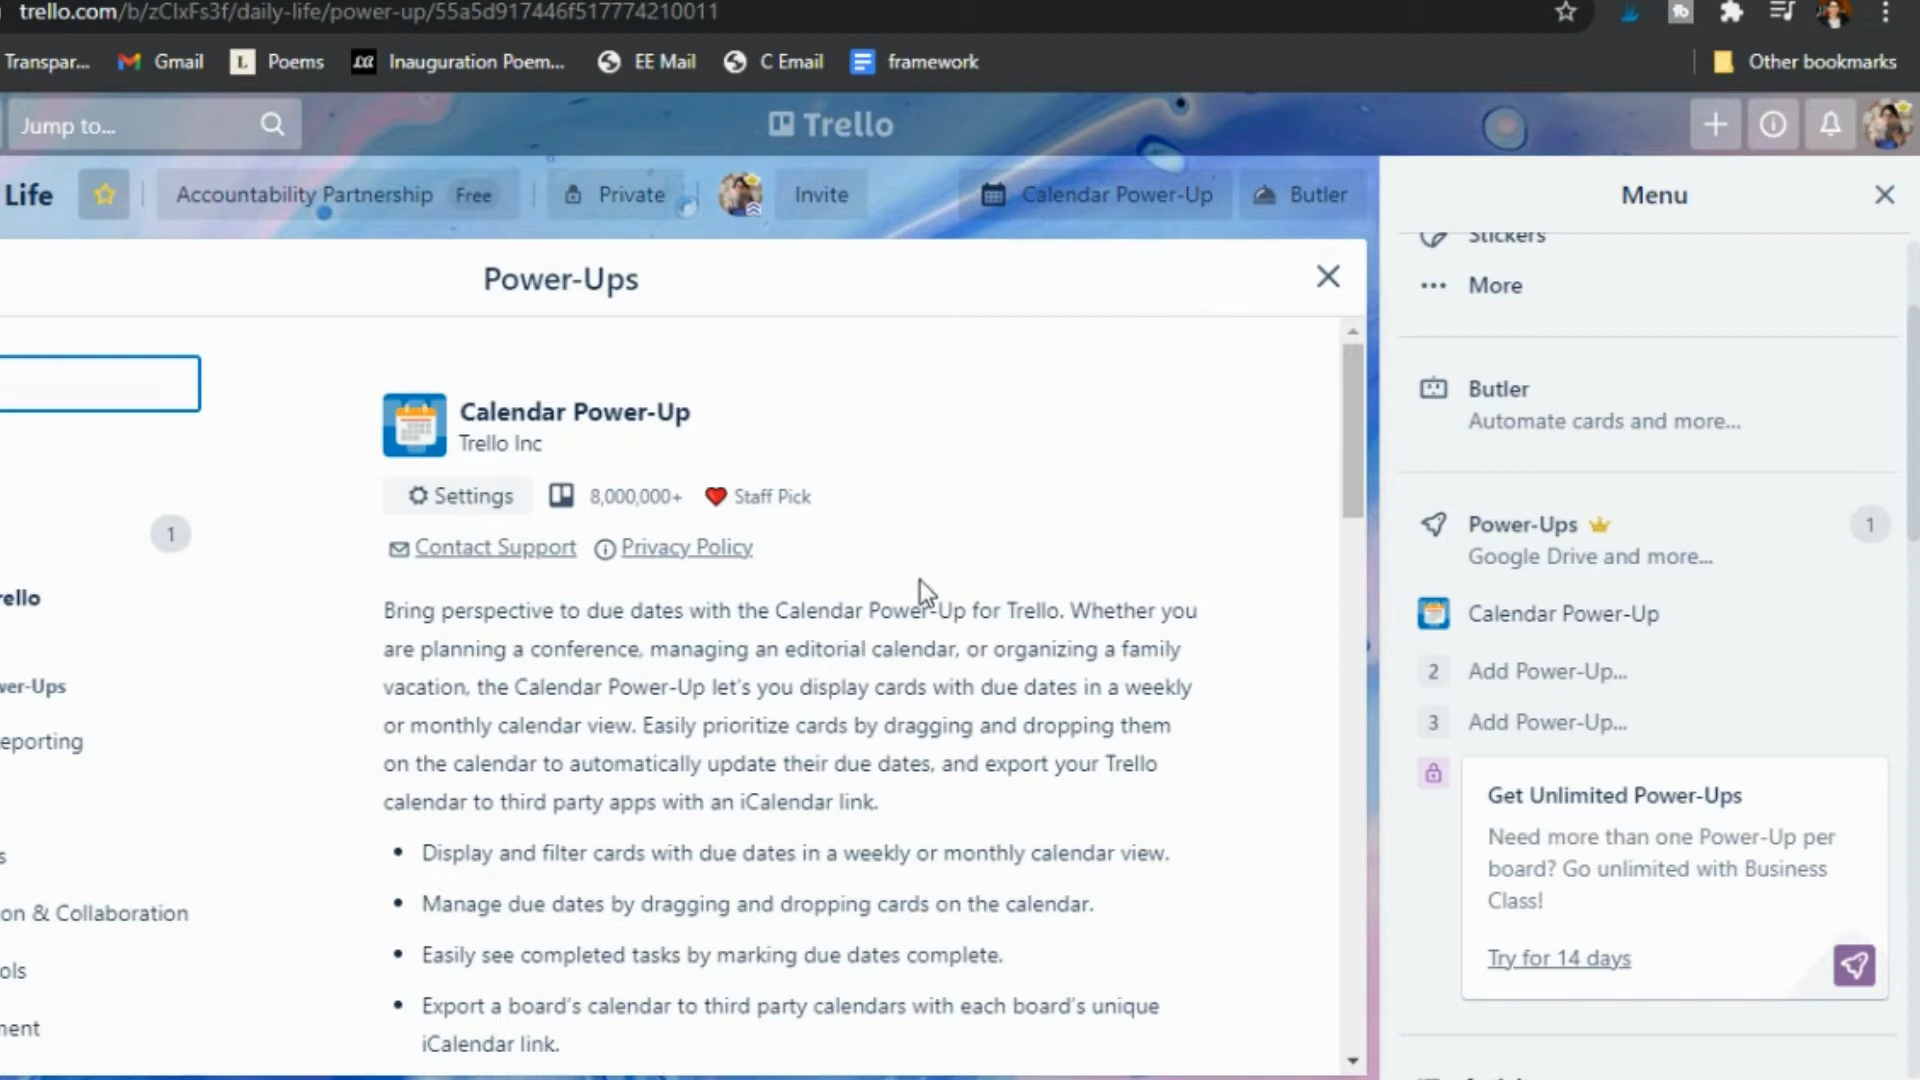 trello.com/b/zClxFs3f/daily-life/power-up/55a5d917446f517774210011
Transpar... Gmail L Poems Inauguration Poem... EE Mail C Email framework Other bookmarks
Jump to... Trello
Life Accountability Partnership Free Private Invite Calendar Power-Up Butler
Menu
Stickers
More
Power-Ups
Butler
Automate cards and more...
Calendar Power-Up
Trello Inc
Settings 8,000,000+ Staff Pick
Contact Support Privacy Policy
1
rello
wer-Ups
eporting
s
on & Collaboration
ols
nent
Bring perspective to due dates with the Calendar Power-Up for Trello. Whether you
are planning a conference, managing an editorial calendar, or organizing a family
vacation, the Calendar Power-Up let's you display cards with due dates in a weekly
or monthly calendar view. Easily prioritize cards by dragging and dropping them
on the calendar to automatically update their due dates, and export your Trello
calendar to third party apps with an iCalendar link.
Display and filter cards with due dates in a weekly or monthly calendar view.
Manage due dates by dragging and dropping cards on the calendar.
Easily see completed tasks by marking due dates complete.
Export a board's calendar to third party calendars with each board's unique
iCalendar link.
Power-Ups 1
Google Drive and more...
Calendar Power-Up
2 Add Power-Up...
3 Add Power-Up...
Get Unlimited Power-Ups
Need more than one Power-Up per
board? Go unlimited with Business
Class!
Try for 14 days